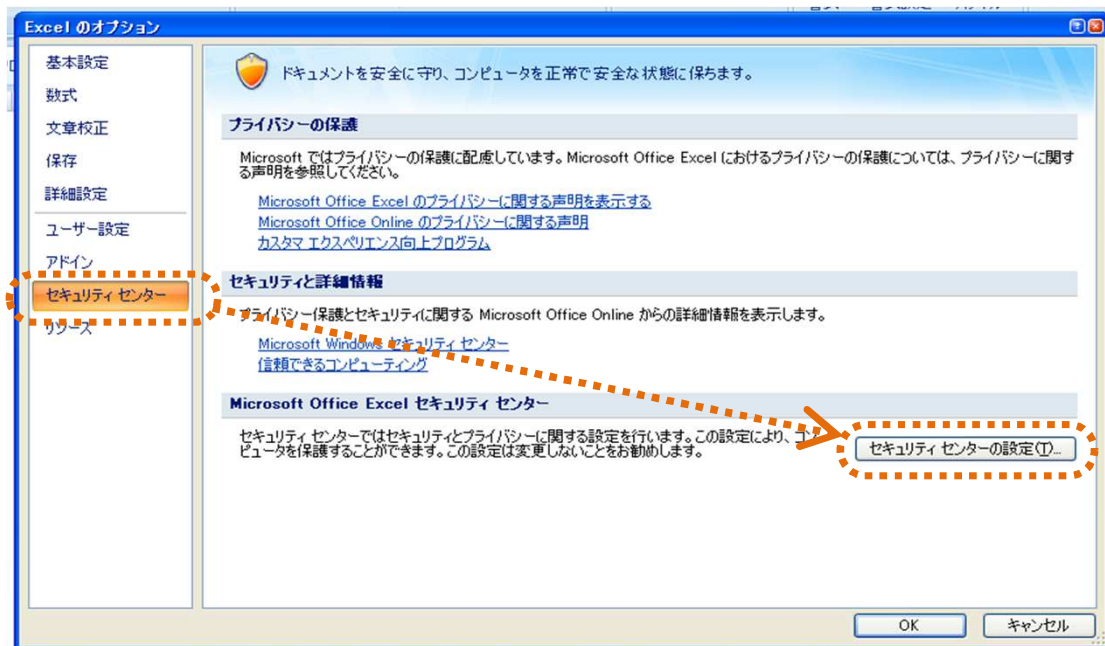 Excel のオプション
基本設定
数式
文章校正
保存
詳細設定
ユーザー設定
アドイン
セキュリティ センター
リソース
ドキュメントを安全に守り、コンピュータを正常で安全な状態に保ちます。
プライバシーの保護
Microsoft ではプライバシーの保護に配慮しています。Microsoft Office Excel におけるプライバシーの保護については、プライバシーに関す
る声明を参照してください。
Microsoft Office Excel のプライバシーに関する声明を表示する
Microsoft Office Online のプライバシーに関する声明
カスタマ エクスペリエンス向上プログラム
セキュリティと詳細情報
プライバシー保護とセキュリティに関する Microsoft Office Online からの詳細情報を表示します。
Microsoft Windows セキュリティ センター
信頼できるコンピューティング
Microsoft Office Excel セキュリティ センター
セキュリティ センターではセキュリティとプライバシーに関する設定を行います。この設定により、コン
ピュータを保護することができます。この設定は変更しないことをお勧めします。
セキュリティ センターの設定(T)...
OK
キャンセル